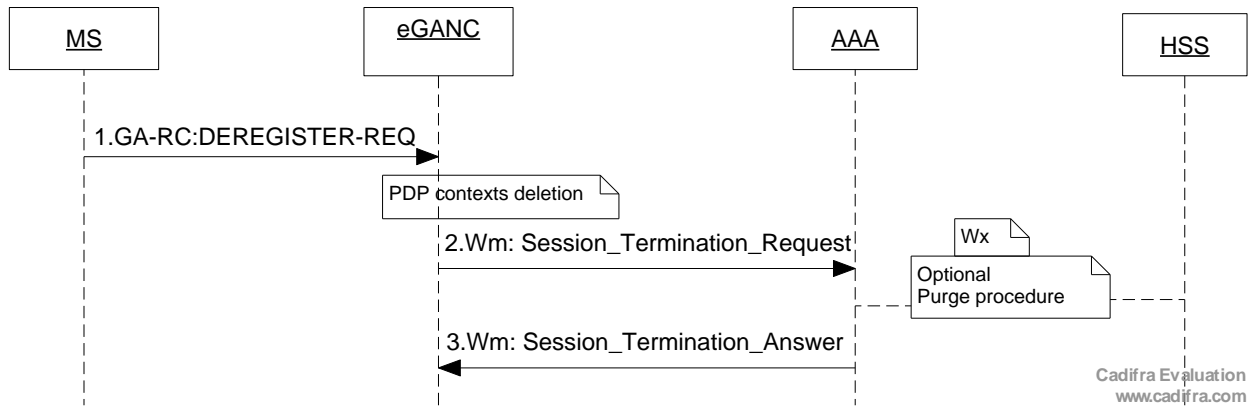 MS
eGANC
AAA
HSS
1.GA-RC:DEREGISTER-REQ
PDP contexts deletion
2.Wm: Session_Termination_Request
Wx
Optional
Purge procedure
3.Wm: Session_Termination_Answer
Cadifra Evaluation
www.cadifra.com